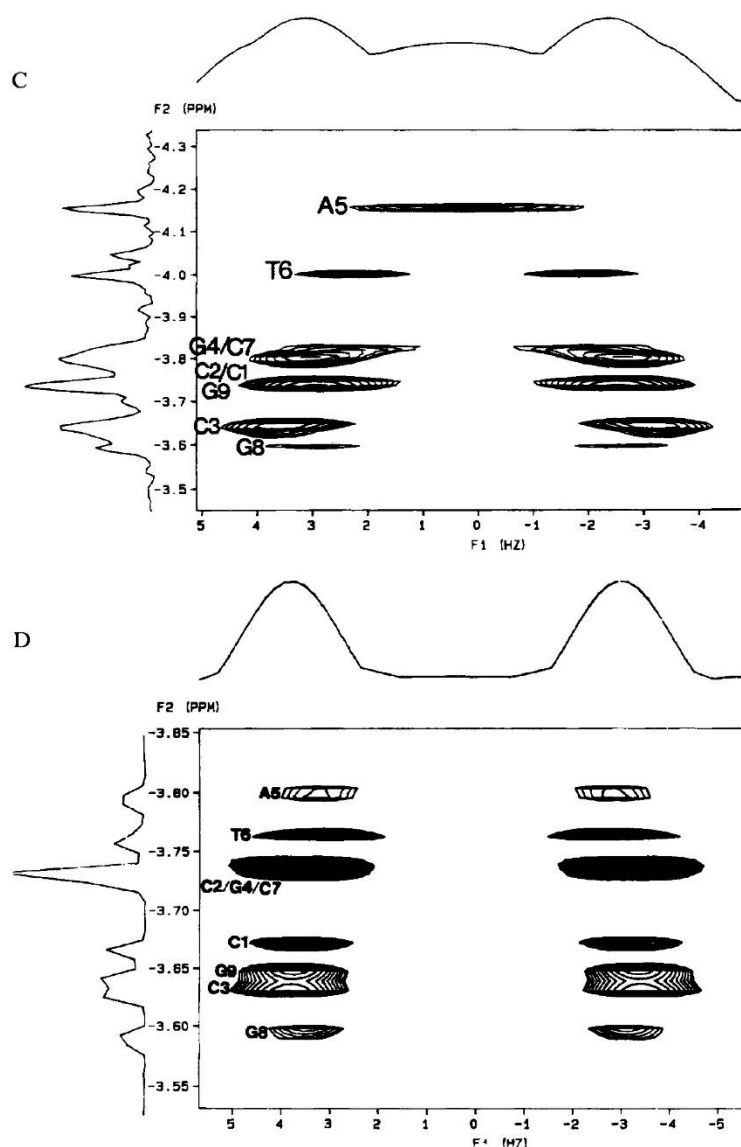 C
F2 (PPM)
-4.3
-4.2
-4.1
-4.0
-3.9
-3.8
-3.7
-3.6
-3.5
A5
T6
G4/C7
C2/C1
G9
C3
G8
5 4 3 2 1 0 -1 -2 -3 -4
F1 (HZ)
D
F2 (PPM)
-3.85
-3.80
-3.75
-3.70
-3.65
-3.60
-3.55
A5
T6
C2/G4/C7
C1
G9
C3
G8
5 4 3 2 1 0 -1 -2 -3 -4 -5
F1 (HZ)